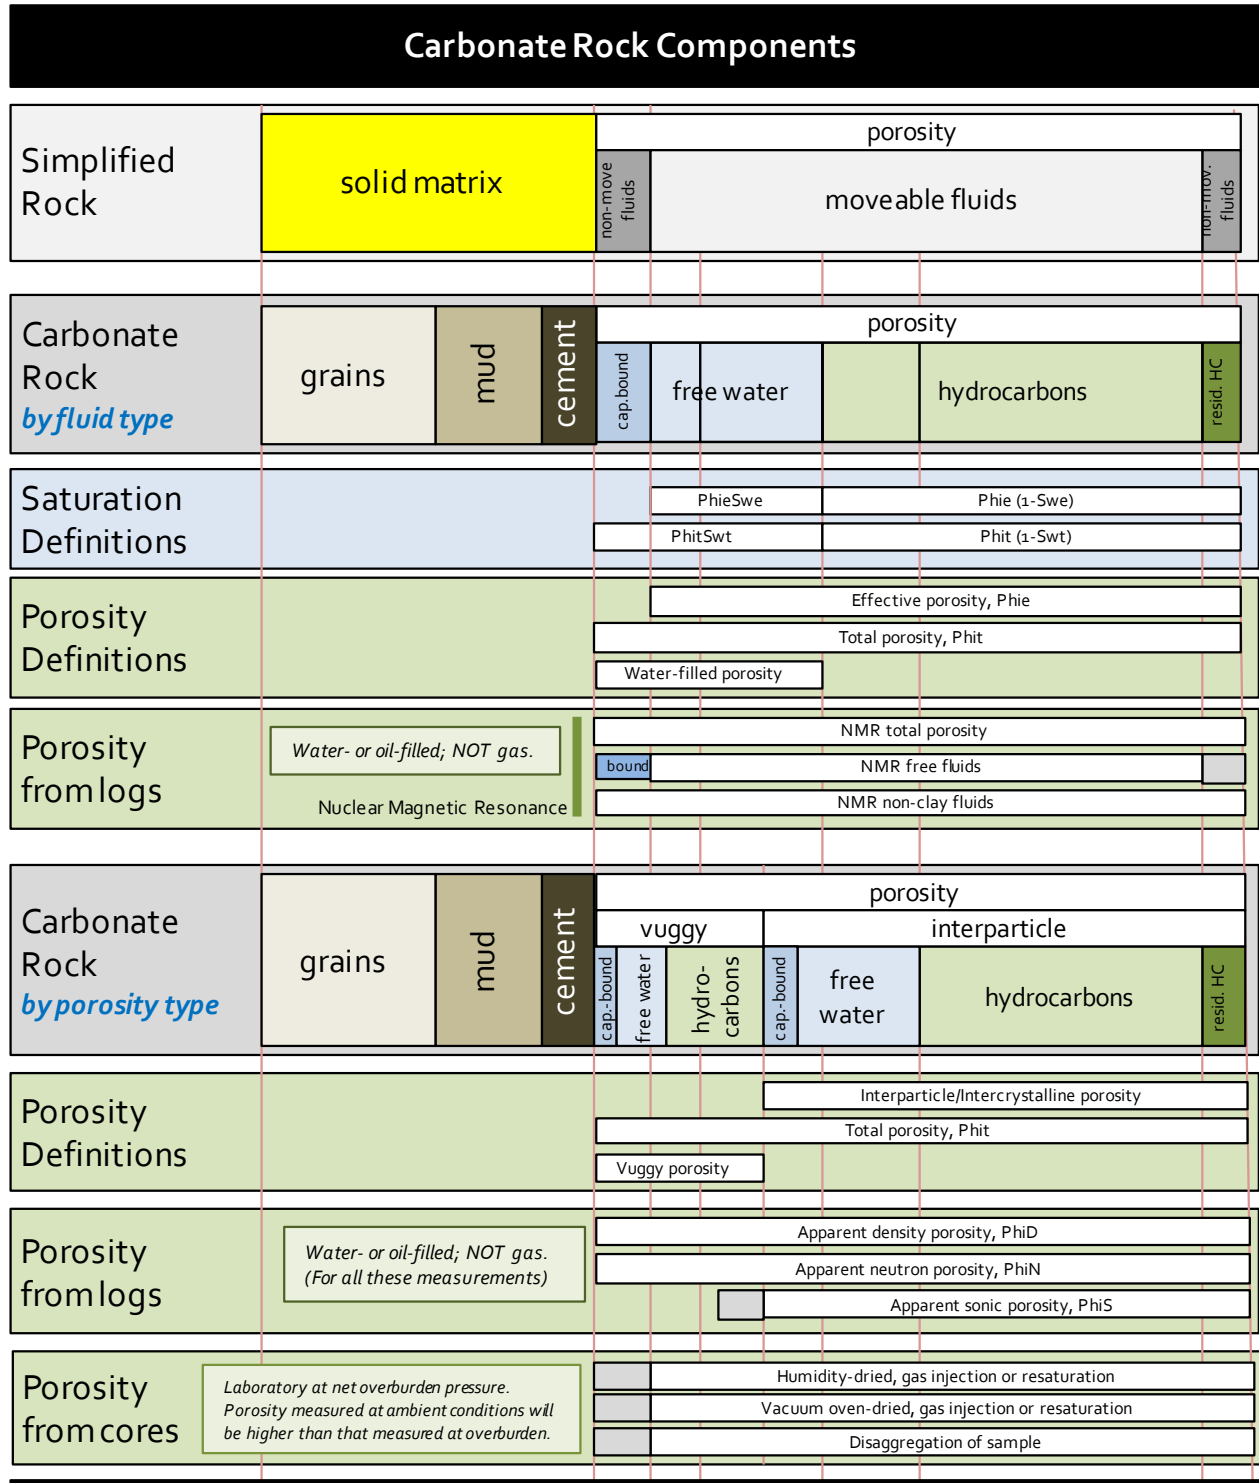 Carbonate Rock Components
Simplified
Rock
solid matrix
porosity
non-move
fluids
moveable fluids
non-mov.
fluids
Carbonate
Rock
by fluid type
grains
mud
cement
porosity
cap.bound
free water
hydrocarbons
resid. HC
Saturation
Definitions
PhieSwe
Phie (1-Swe)
PhitSwt
Phit (1-Swt)
Porosity
Definitions
Effective porosity, Phie
Total porosity, Phit
Water-filled porosity
Porosity
from logs
Water- or oil-filled; NOT gas.
Nuclear Magnetic Resonance
NMR total porosity
bound
NMR free fluids
NMR non-clay fluids
Carbonate
Rock
by porosity type
grains
mud
cement
porosity
vuggy
interparticle
cap.-bound
free water
hydro-
carbons
cap.-bound
free
water
hydrocarbons
resid. HC
Porosity
Definitions
Interparticle/Intercrystalline porosity
Total porosity, Phit
Vuggy porosity
Porosity
from logs
Water- or oil-filled; NOT gas.
(For all these measurements)
Apparent density porosity, PhiD
Apparent neutron porosity, PhiN
Apparent sonic porosity, PhiS
Porosity
from cores
Laboratory at net overburden pressure.
Porosity measured at ambient conditions will
be higher than that measured at overburden.
Humidity-dried, gas injection or resaturation
Vacuum oven-dried, gas injection or resaturation
Disaggregation of sample